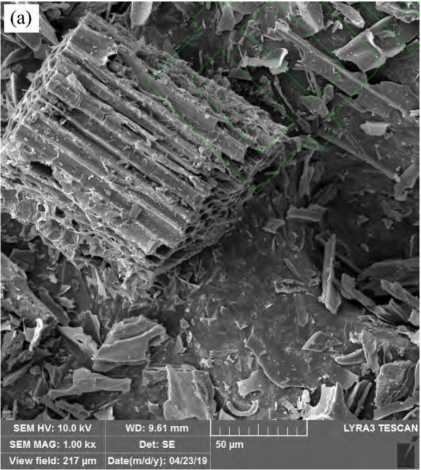 (a)
SEM HV: 10.0 kV WD: 9.61 mm LYRA3 TESCAN
SEM MAG: 1.00 kx Det: SE 50 µm
View field: 217 µm Date(m/d/y): 04/23/19